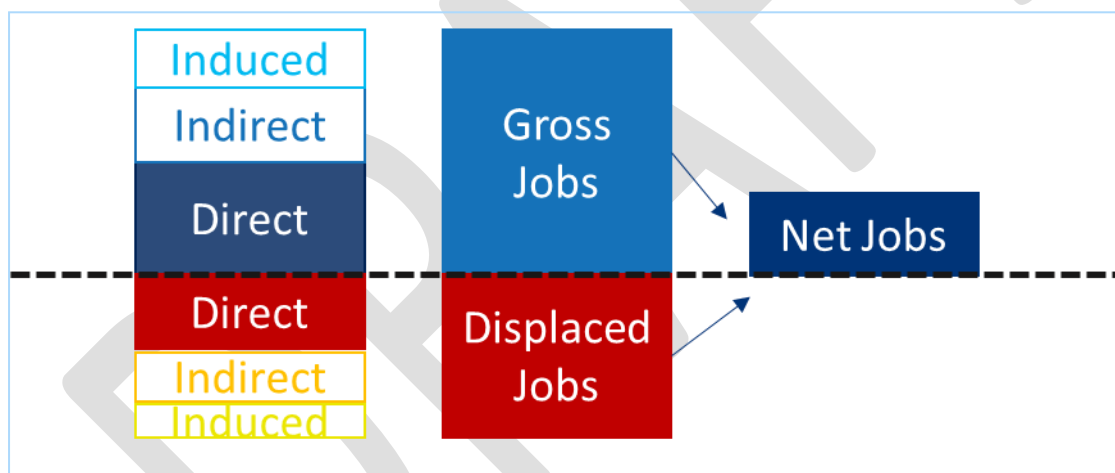 Induced
Indirect
Direct
Direct
Indirect
Induced
Gross
Jobs
Displaced
Jobs
Net Jobs